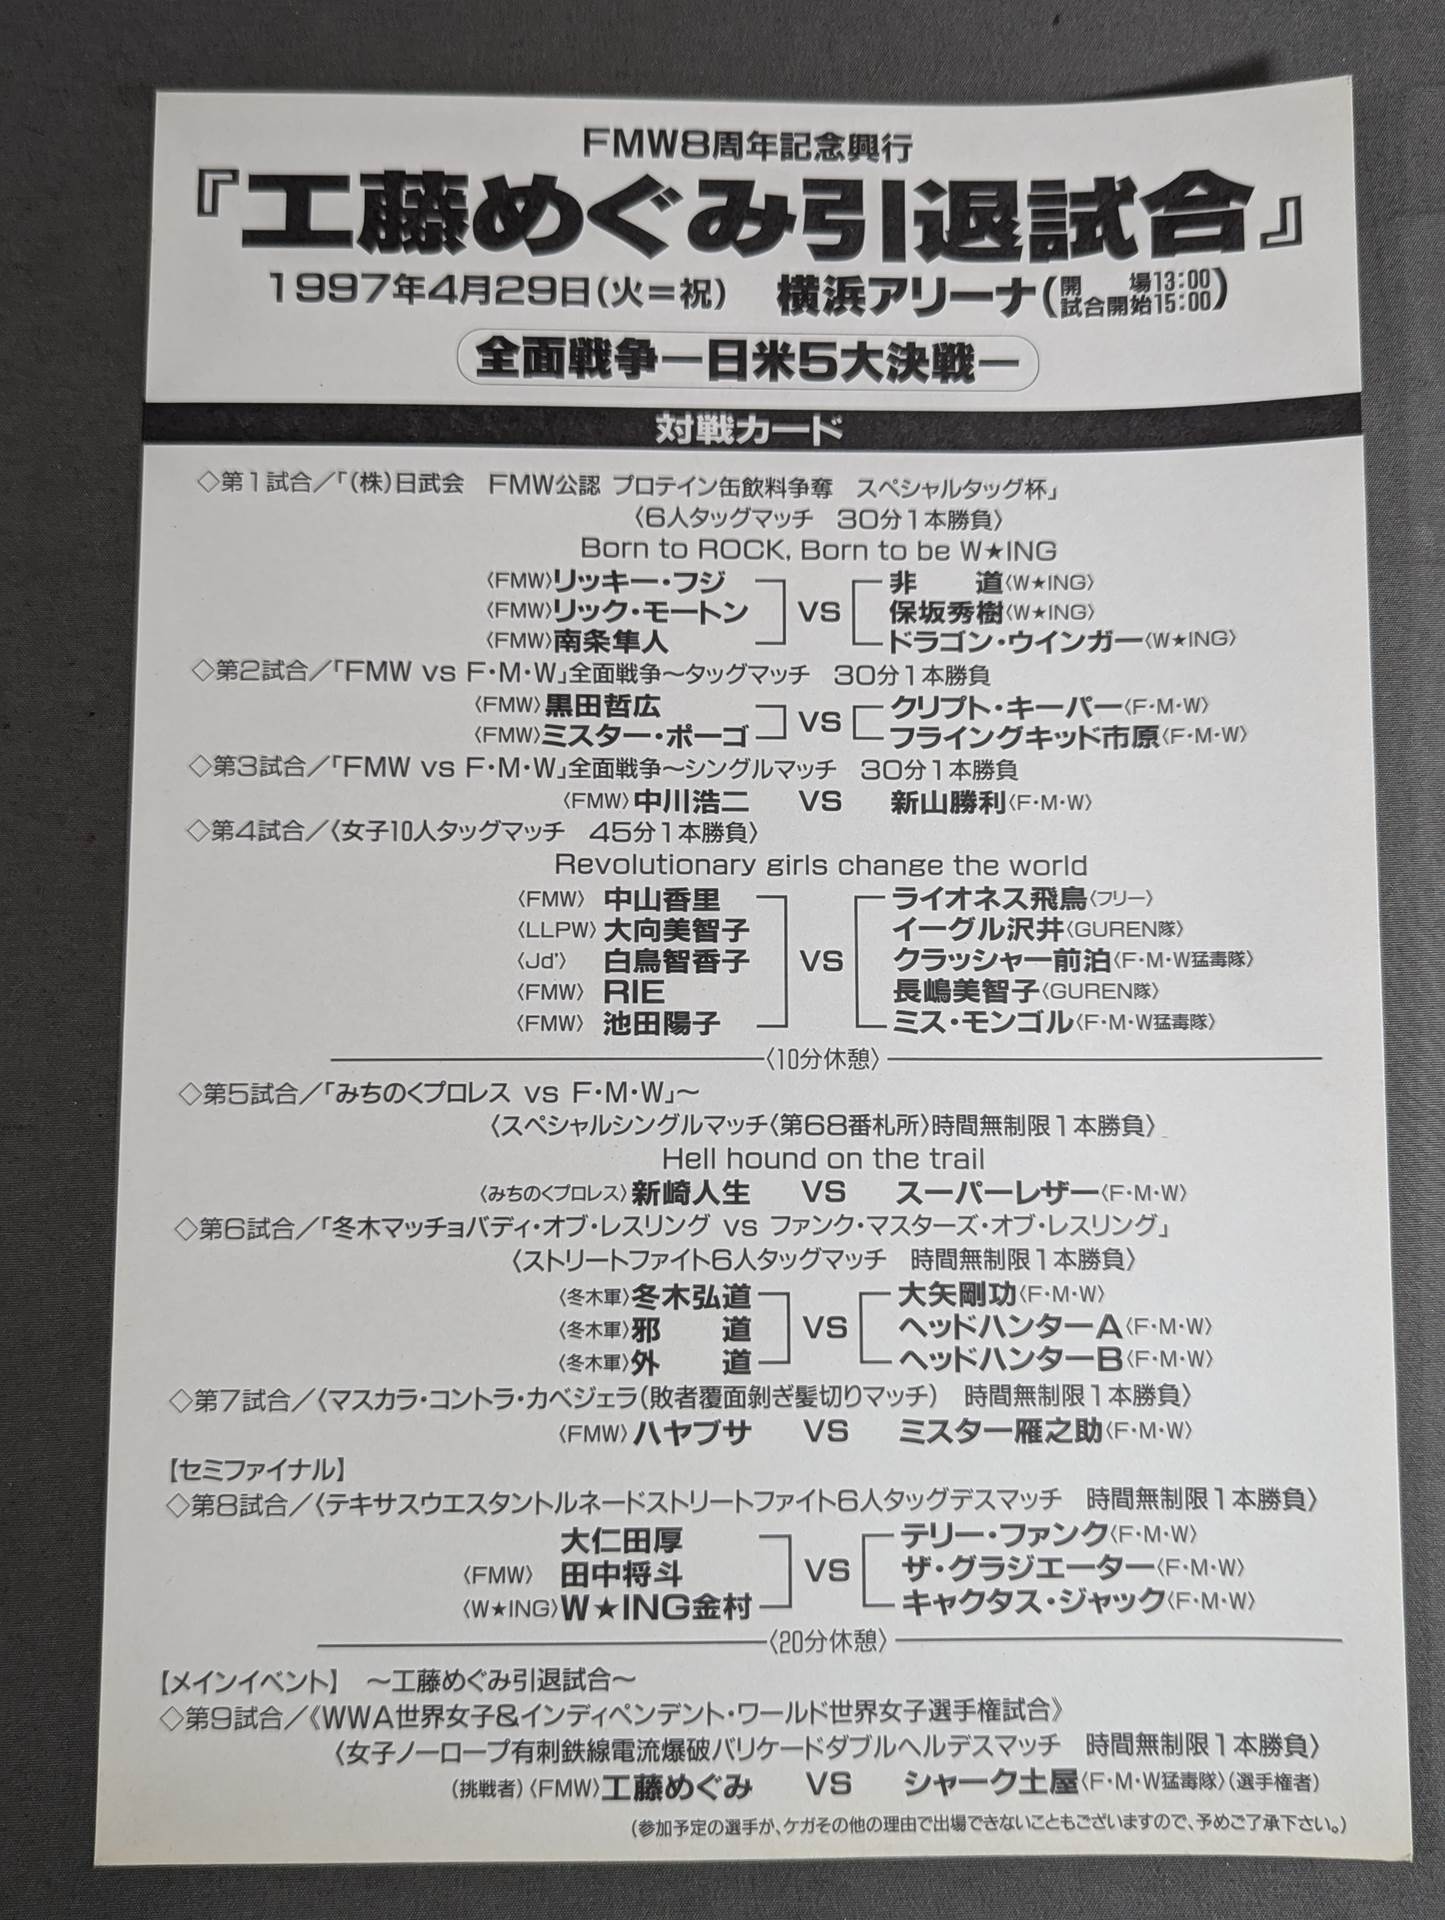 FMW8周年記念興行
『工藤めぐみ引退試合』
1997年4月29日(火=祝) 横浜アリーナ(開場13:00 試合開始15:00)
全面戦争―日米5大決戦―
対戦カード
◇第1試合/「(株)日武会 FMW公認 プロテイン缶飲料争奪 スペシャルタッグ杯」
〈6人タッグマッチ 30分1本勝負〉
Born to ROCK, Born to be W★ING
〈FMW〉リッキー・フジ 非道〈W★ING〉
〈FMW〉リック・モートン VS 保坂秀樹〈W★ING〉
〈FMW〉南条隼人 ドラゴン・ウインガー〈W★ING〉
◇第2試合/「FMW vs F・M・W」全面戦争~タッグマッチ 30分1本勝負
〈FMW〉黒田哲広 VS クリプト・キーパー〈F・M・W〉
〈FMW〉ミスター・ポーゴ フライングキッド市原〈F・M・W〉
◇第3試合/「FMW vs F・M・W」全面戦争~シングルマッチ 30分1本勝負
〈FMW〉中川浩二 VS 新山勝利〈F・M・W〉
◇第4試合/〈女子10人タッグマッチ 45分1本勝負〉
Revolutionary girls change the world
〈FMW〉 中山香里 ライオネス飛鳥〈フリー〉
〈LLPW〉 大向美智子 イーグル沢井〈GUREN隊〉
〈Jd'〉 白鳥智香子 VS クラッシャー前泊〈F・M・W猛毒隊〉
〈FMW〉 RIE 長嶋美智子〈GUREN隊〉
〈FMW〉 池田陽子 ミス・モンゴル〈F・M・W猛毒隊〉
〈10分休憩〉
◇第5試合/「みちのくプロレス vs F・M・W」~
〈スペシャルシングルマッチ〈第68番札所〉時間無制限1本勝負〉
Hell hound on the trail
〈みちのくプロレス〉新崎人生 VS スーパーレザー〈F・M・W〉
◇第6試合/「冬木マッチョバディ・オブ・レスリング vs ファンク・マスターズ・オブ・レスリング」
〈ストリートファイト6人タッグマッチ 時間無制限1本勝負〉
〈冬木軍〉冬木弘道 大矢剛功〈F・M・W〉
〈冬木軍〉邪道 VS ヘッドハンターA〈F・M・W〉
〈冬木軍〉外道 ヘッドハンターB〈F・M・W〉
◇第7試合/〈マスカラ・コントラ・カベジェラ(敗者覆面剝ぎ髪切りマッチ) 時間無制限1本勝負〉
〈FMW〉ハヤブサ VS ミスター雁之助〈F・M・W〉
【セミファイナル】
◇第8試合/〈テキサスウエスタントルネードストリートファイト6人タッグデスマッチ 時間無制限1本勝負〉
大仁田厚 テリー・ファンク〈F・M・W〉
〈FMW〉 田中将斗 VS ザ・グラジエーター〈F・M・W〉
〈W★ING〉W★ING金村 キャクタス・ジャック〈F・M・W〉
〈20分休憩〉
【メインイベント】 ~工藤めぐみ引退試合~
◇第9試合/《WWA世界女子&インディペンデント・ワールド世界女子選手権試合》
〈女子ノーロープ有刺鉄線電流爆破バリケードダブルヘルデスマッチ 時間無制限1本勝負〉
(挑戦者)〈FMW〉工藤めぐみ VS シャーク土屋〈F・M・W猛毒隊〉(選手権者)
(参加予定の選手が、ケガその他の理由で出場できないこともございますので、予めご了承下さい。)